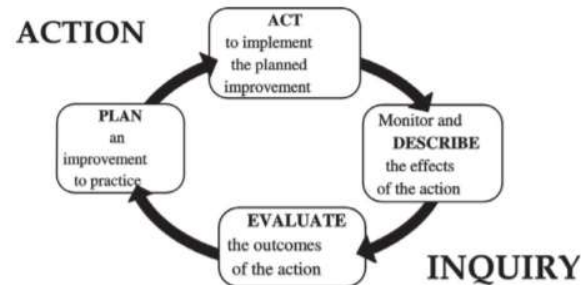 ACTION
ACT
to implement
the planned
improvement
PLAN
an
improvement
to practice
Monitor and
DESCRIBE
the effects
of the action
EVALUATE
the outcomes
of the action
INQUIRY